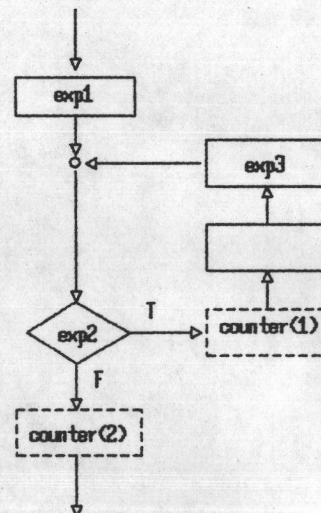 exp1
exp3
T
counter(1)
exp2
F
counter(2)